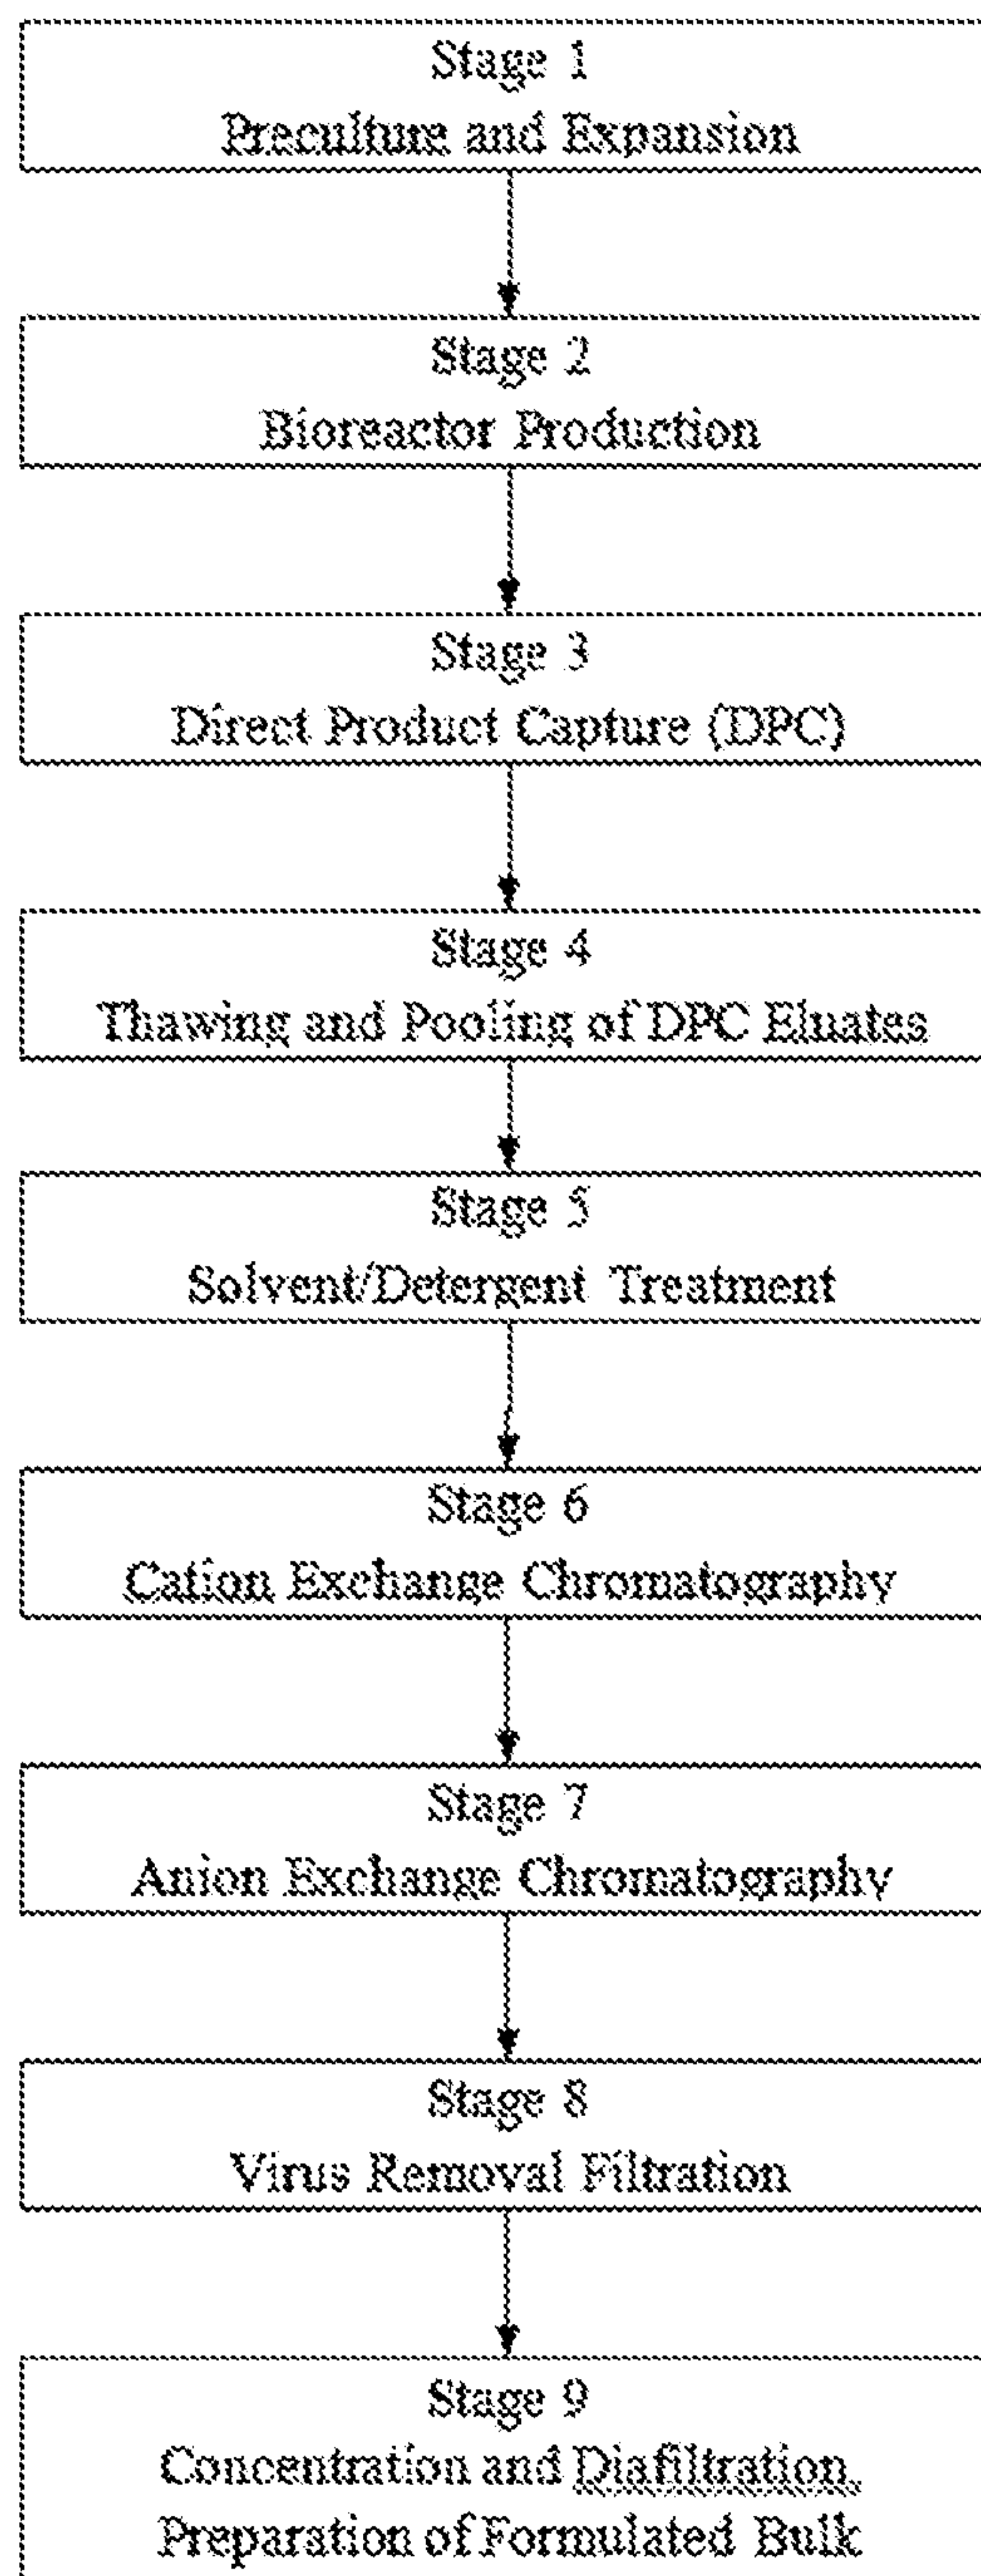 Stage 1
Preculture and Expansion
Stage 2
Bioreactor Production
Stage 3
Direct Product Capture (DPC)
Stage 4
Thawing and Pooling of DPC Eluates
Stage 5
Solvent/Detergent Treatment
Stage 6
Cation Exchange Chromatography
Stage 7
Anion Exchange Chromatography
Stage 8
Virus Removal Filtration
Stage 9
Concentration and Diafiltration,
Preparation of Formulated Bulk